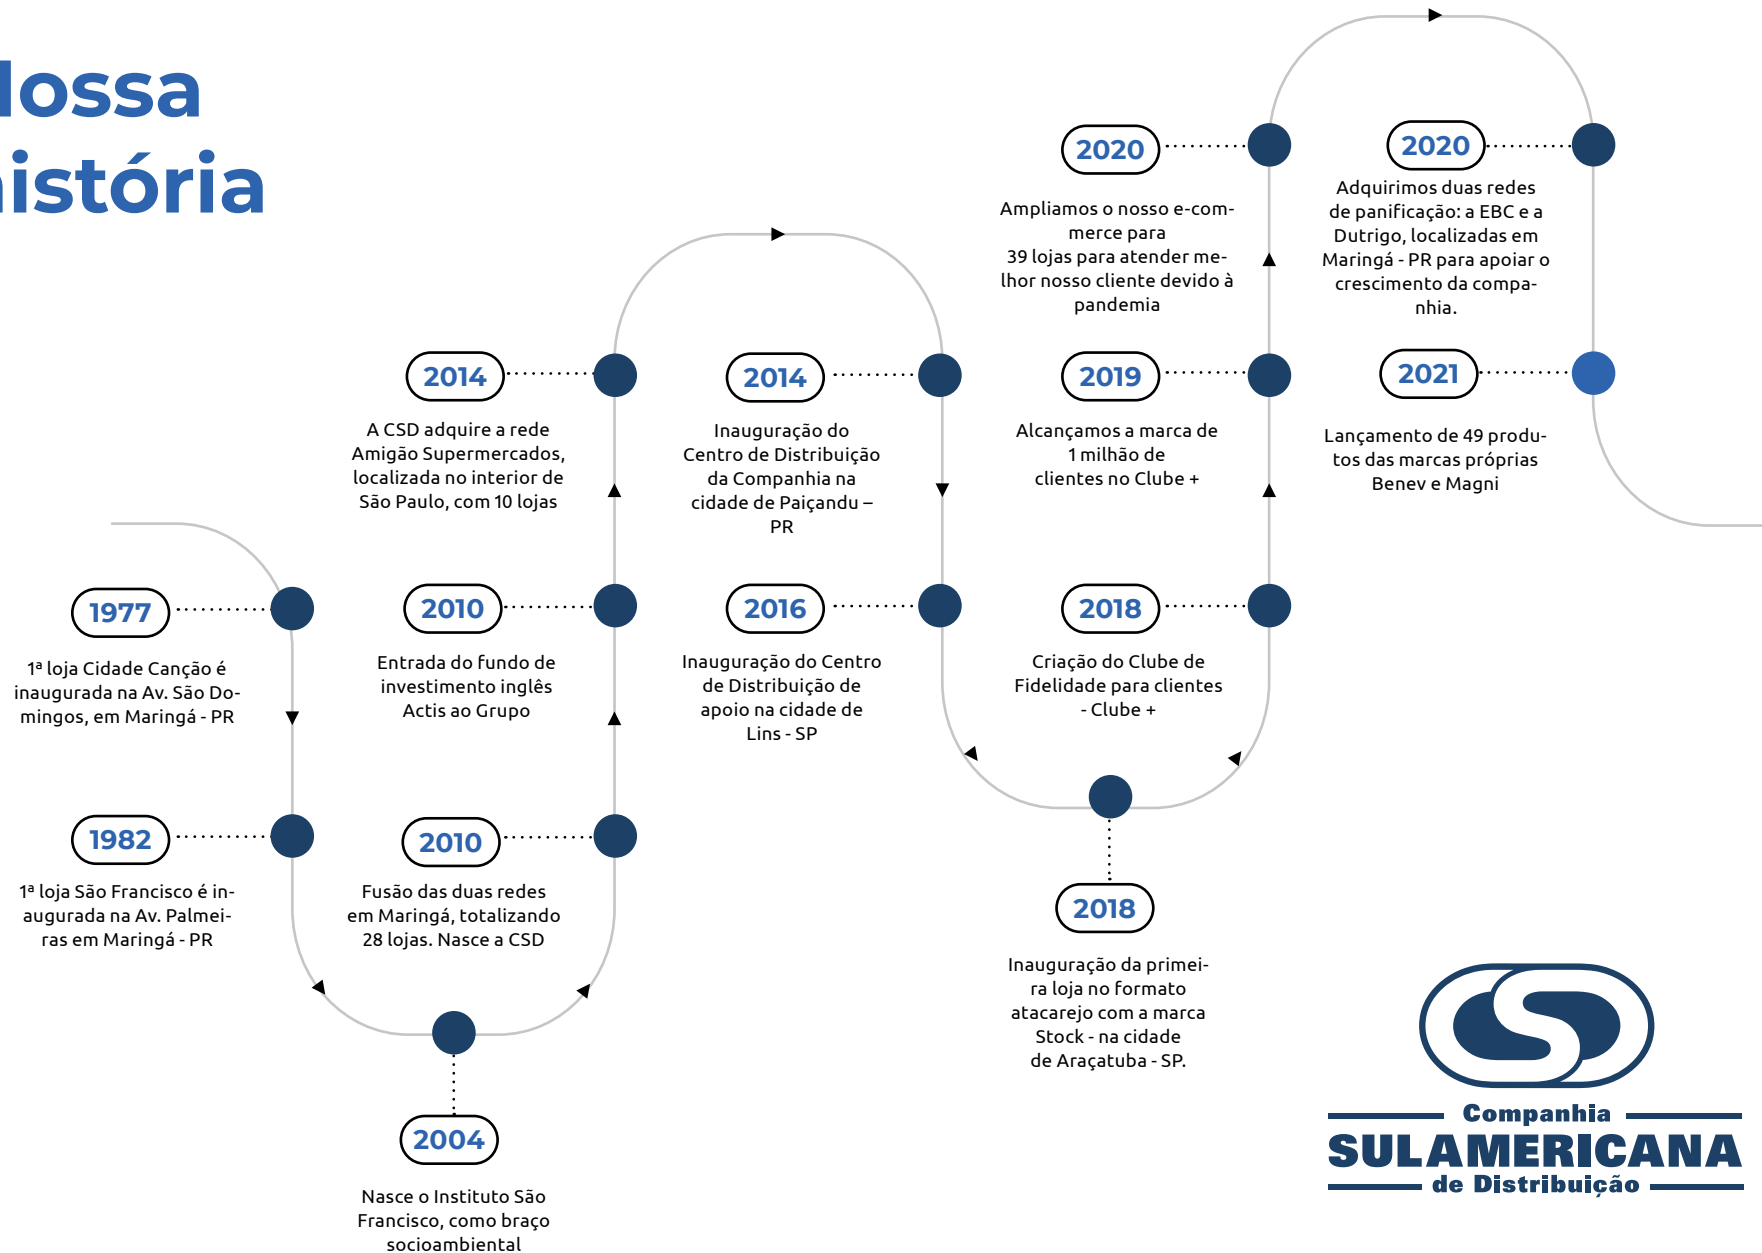 Nossa
história
1977
1ª loja Cidade Canção é
inaugurada na Av. São Do-
mingos, em Maringá - PR
1982
1ª loja São Francisco é in-
augurada na Av. Palmei-
ras em Maringá - PR
2004
Nasce o Instituto São
Francisco, como braço
socioambiental
2010
Fusão das duas redes
em Maringá, totalizando
28 lojas. Nasce a CSD
2010
Entrada do fundo de
investimento inglês
Actis ao Grupo
2014
A CSD adquire a rede
Amigão Supermercados,
localizada no interior de
São Paulo, com 10 lojas
2014
Inauguração do
Centro de Distribuição
da Companhia na
cidade de Paiçandu –
PR
2016
Inauguração do Centro
de Distribuição de
apoio na cidade de
Lins - SP
2018
Inauguração da primei-
ra loja no formato
atacarejo com a marca
Stock - na cidade
de Araçatuba - SP.
2018
Criação do Clube de
Fidelidade para clientes
- Clube +
2019
Alcançamos a marca de
1 milhão de
clientes no Clube +
2020
Ampliamos o nosso e-com-
merce para
39 lojas para atender me-
lhor nosso cliente devido à
pandemia
2020
Adquirimos duas redes
de panificação: a EBC e a
Dutrigo, localizadas em
Maringá - PR para apoiar o
crescimento da compa-
nhia.
2021
Lançamento de 49 produ-
tos das marcas próprias
Benev e Magni
Companhia
SULAMERICANA
de Distribuição